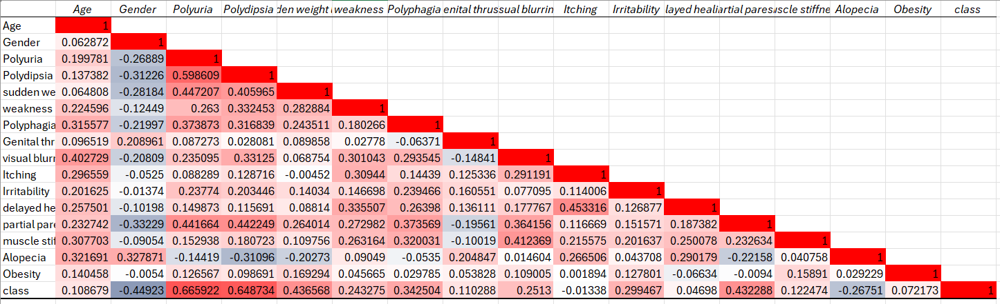 Age Gender Polyuria Polydipsia den weight weakness Polyphagia enital thrus sual blurrin Itching Irritability layed heali artial pares scle stiffne Alopecia Obesity class
Age 1
Gender 0.062872 1
Polyuria 0.199781 -0.26889 1
Polydipsia 0.137382 -0.31226 0.598609 1
sudden we 0.064808 -0.28184 0.447207 0.405965 1
weakness 0.224596 -0.12449 0.263 0.332453 0.282884 1
Polyphagia 0.315577 -0.21997 0.373873 0.316839 0.243511 0.180266 1
Genital thr 0.096519 0.208961 0.087273 0.028081 0.089858 0.02778 -0.06371 1
visual blurr 0.402729 -0.20809 0.235095 0.33125 0.068754 0.301043 0.293545 -0.14841 1
Itching 0.296559 -0.0525 0.088289 0.128716 -0.00452 0.30944 0.14439 0.125336 0.291191 1
Irritability 0.201625 -0.01374 0.23774 0.203446 0.14034 0.146698 0.239466 0.160551 0.077095 0.114006 1
delayed he 0.257501 -0.10198 0.149873 0.115691 0.08814 0.335507 0.26398 0.136111 0.177767 0.453316 0.126877 1
partial pare 0.232742 -0.33229 0.441664 0.442249 0.264014 0.272982 0.373569 -0.19561 0.364156 0.116669 0.151571 0.187382 1
muscle stif 0.307703 -0.09054 0.152938 0.180723 0.109756 0.263164 0.320031 -0.10019 0.412369 0.215575 0.201637 0.250078 0.232634 1
Alopecia 0.321691 0.327871 -0.14419 -0.31096 -0.20273 0.09049 -0.0535 0.204847 0.014604 0.266506 0.043708 0.290179 -0.22158 0.040758 1
Obesity 0.140458 -0.0054 0.126567 0.098691 0.169294 0.045665 0.029785 0.053828 0.109005 0.001894 0.127801 -0.06634 -0.0094 0.15891 0.029229 1
class 0.108679 -0.44923 0.665922 0.648734 0.436568 0.243275 0.342504 0.110288 0.2513 -0.01338 0.299467 0.04698 0.432288 0.122474 -0.26751 0.072173 1